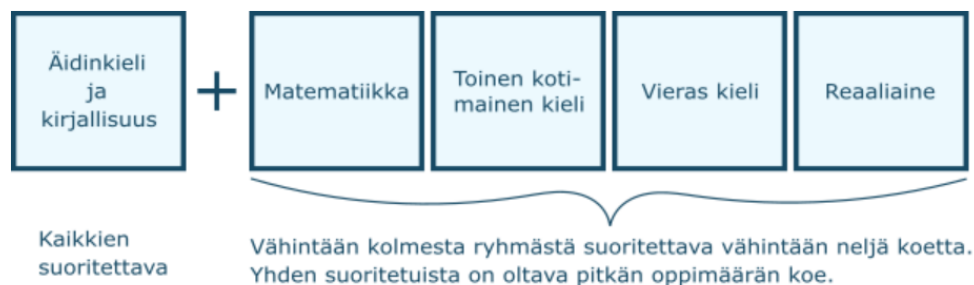 Äidinkieli
ja
kirjallisuus
+
Matematiikka
Toinen koti-
mainen kieli
Vieras kieli
Reaaliaine
Kaikkien
suoritettava
Vähintään kolmesta ryhmästä suoritettava vähintään neljä koetta.
Yhden suoritetuista on oltava pitkän oppimäärän koe.